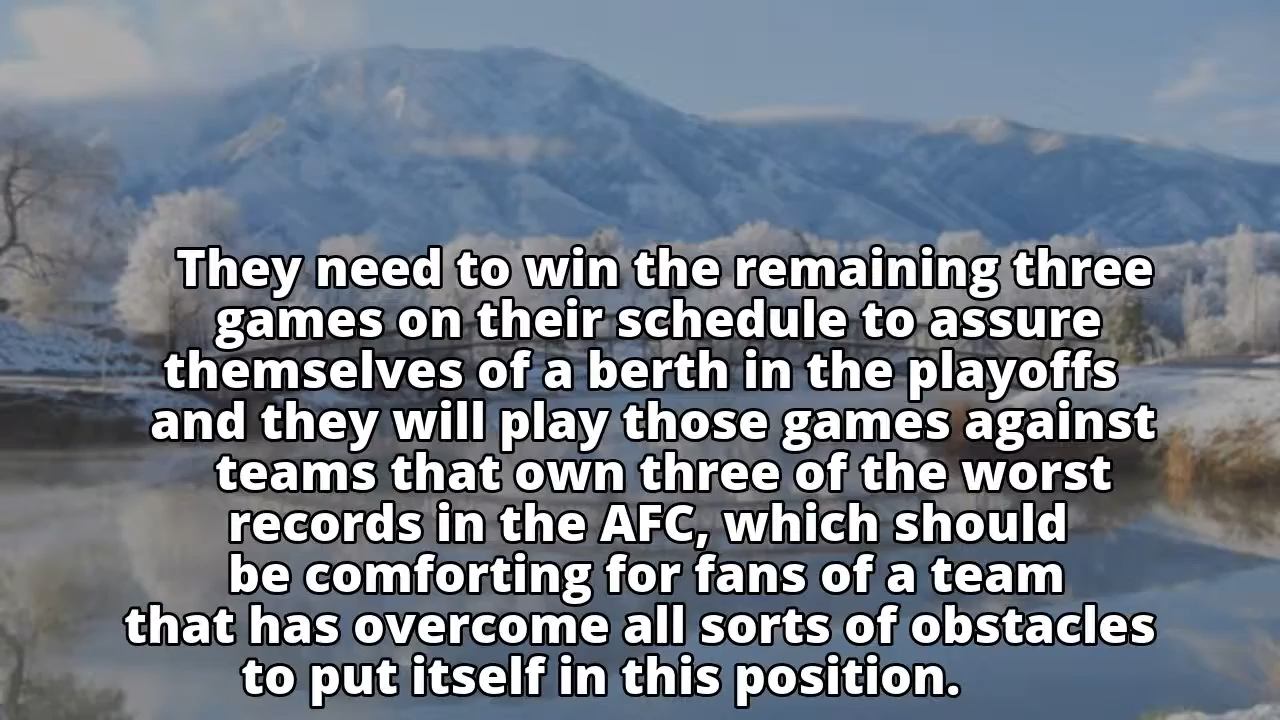 They need to win the remaining three
games on their schedule to assure
themselves of a berth in the playoffs
and they will play those games against
teams that own three of the worst
records in the AFC, which should
be comforting for fans of a team
that has overcome all sorts of obstacles
to put itself in this position.